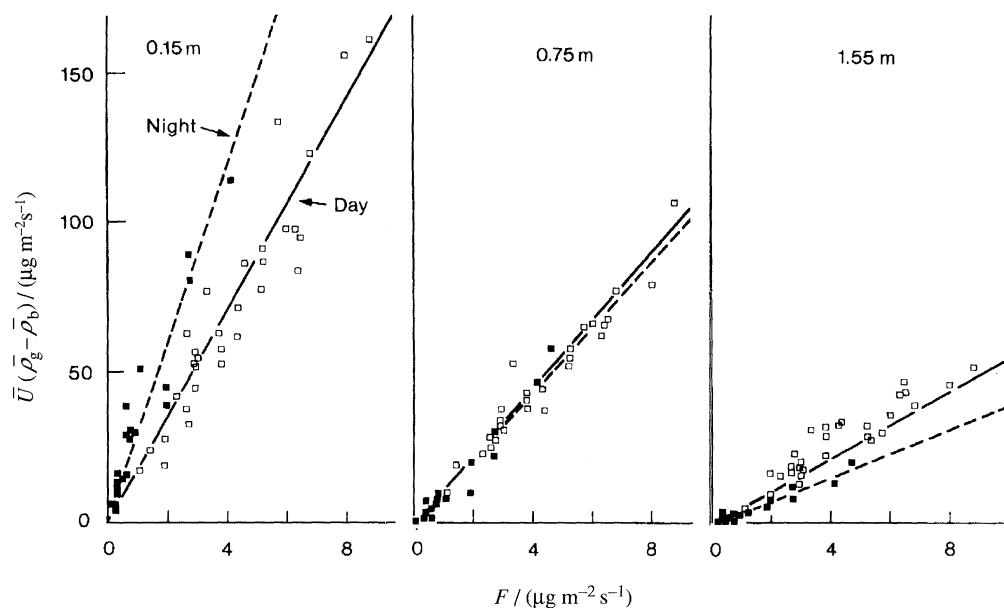 0.15 m
0.75 m
1.55 m
150
Night
Day
100
50
0
0 4 8
0 4 8
0 4 8
Ū (ρ̄g − ρ̄b) / (μg m⁻² s⁻¹)
F / (μg m⁻² s⁻¹)